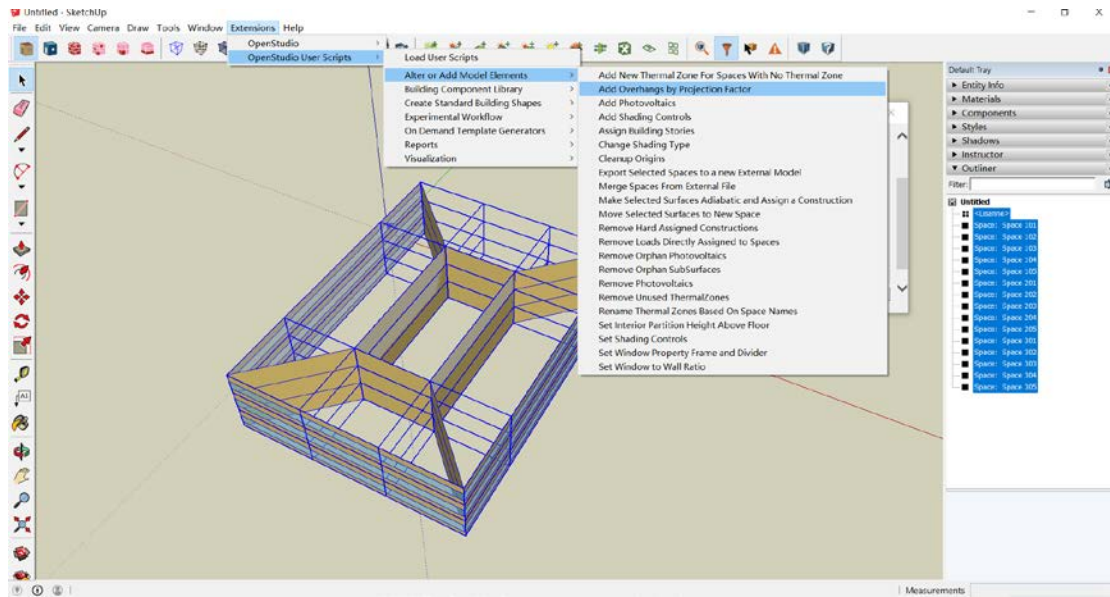 Untitled - SketchUp
File Edit View Camera Draw Tools Window Extensions Help
OpenStudio
OpenStudio User Scripts
Load User Scripts
Alter or Add Model Elements
Building Component Library
Create Standard Building Shapes
Experimental Workflow
On Demand Template Generators
Reports
Visualization
Add New Thermal Zone For Spaces With No Thermal Zone
Add Overhangs by Projection Factor
Add Photovoltaics
Add Shading Controls
Assign Building Stories
Change Shading Type
Cleanup Origins
Export Selected Spaces to a new External Model
Merge Spaces From External File
Make Selected Surfaces Adiabatic and Assign a Construction
Move Selected Surfaces to New Space
Remove Hard Assigned Constructions
Remove Loads Directly Assigned to Spaces
Remove Orphan Photovoltaics
Remove Orphan SubSurfaces
Remove Photovoltaics
Remove Unused ThermalZones
Rename Thermal Zones Based On Space Names
Set Interior Partition Height Above Floor
Set Shading Controls
Set Window Property Frame and Divider
Set Window to Wall Ratio
Default Tray
Entity Info
Materials
Components
Styles
Shadows
Instructor
Outliner
Filter:
Untitled
Space: Space 101
Space: Space 102
Space: Space 103
Space: Space 104
Space: Space 105
Space: Space 201
Space: Space 202
Space: Space 203
Space: Space 204
Space: Space 205
Space: Space 301
Space: Space 302
Space: Space 303
Space: Space 304
Space: Space 305
Measurements